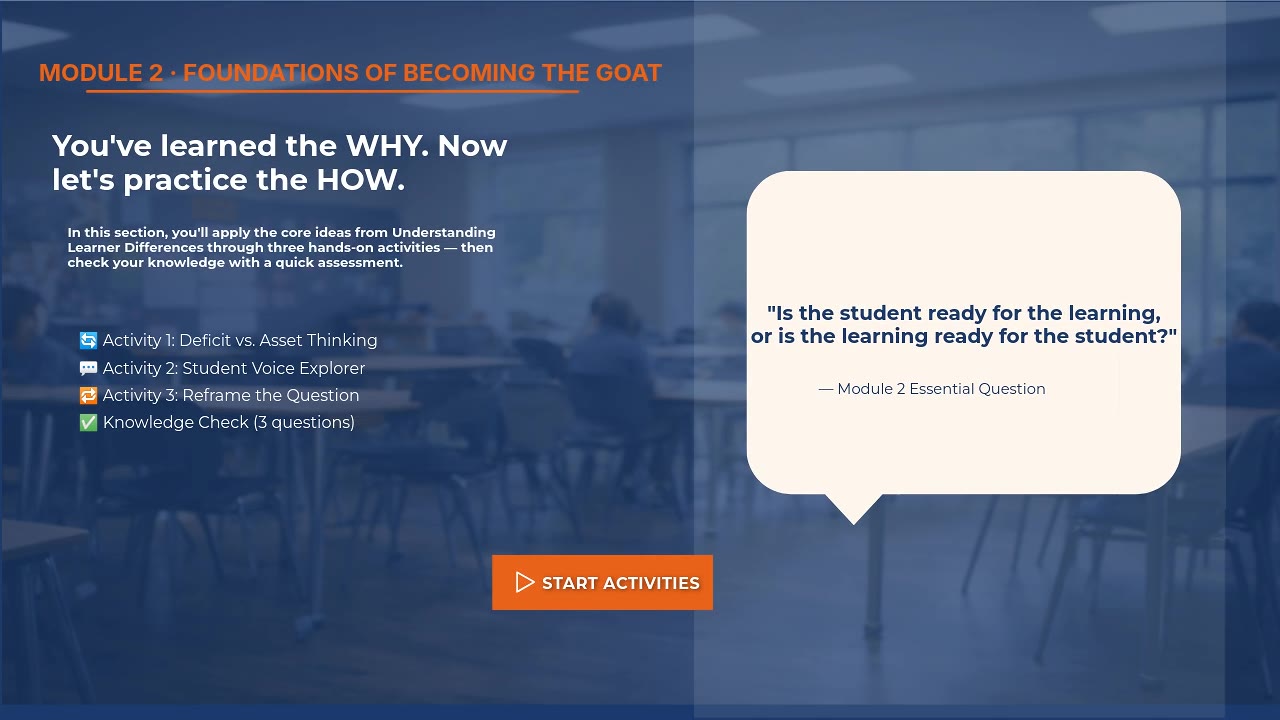 MODULE 2 · FOUNDATIONS OF BECOMING THE GOAT
You've learned the WHY. Now
let's practice the HOW.
In this section, you'll apply the core ideas from Understanding
Learner Differences through three hands-on activities — then
check your knowledge with a quick assessment.
🔄 Activity 1: Deficit vs. Asset Thinking
💬 Activity 2: Student Voice Explorer
🔁 Activity 3: Reframe the Question
✅ Knowledge Check (3 questions)
"Is the student ready for the learning,
or is the learning ready for the student?"
— Module 2 Essential Question
▷ START ACTIVITIES